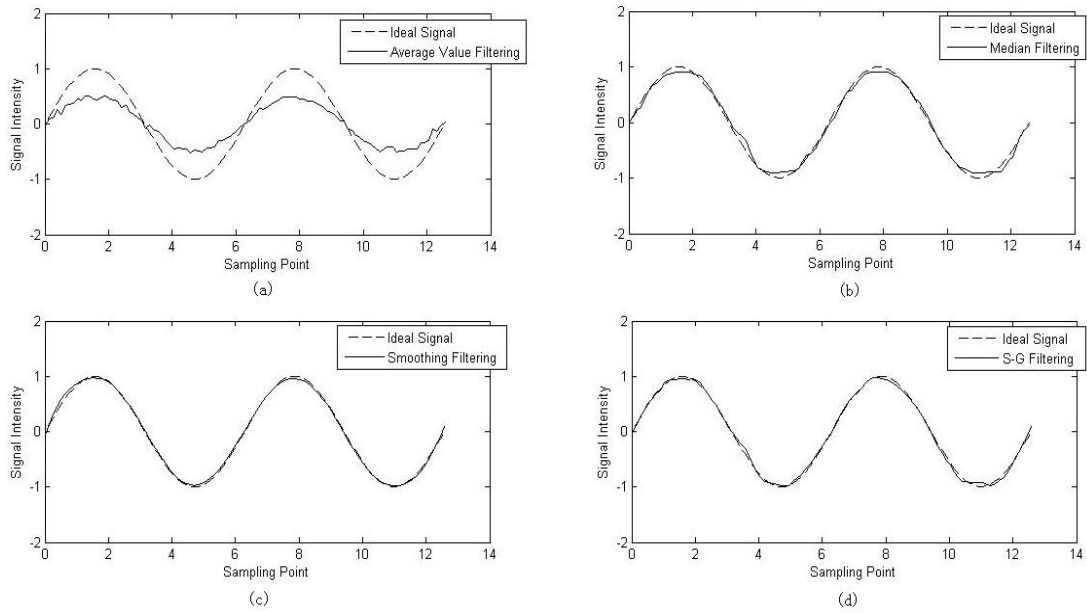 2
1
0
-1
-2
Signal Intensity
Ideal Signal
Average Value Filtering
0 2 4 6 8 10 12 14
Sampling Point
(a)
2
1
0
-1
-2
Signal Intensity
Ideal Signal
Median Filtering
0 2 4 6 8 10 12 14
Sampling Point
(b)
2
1
0
-1
-2
Signal Intensity
Ideal Signal
Smoothing Filtering
0 2 4 6 8 10 12 14
Sampling Point
(c)
2
1
0
-1
-2
Signal Intensity
Ideal Signal
S-G Filtering
0 2 4 6 8 10 12 14
Sampling Point
(d)